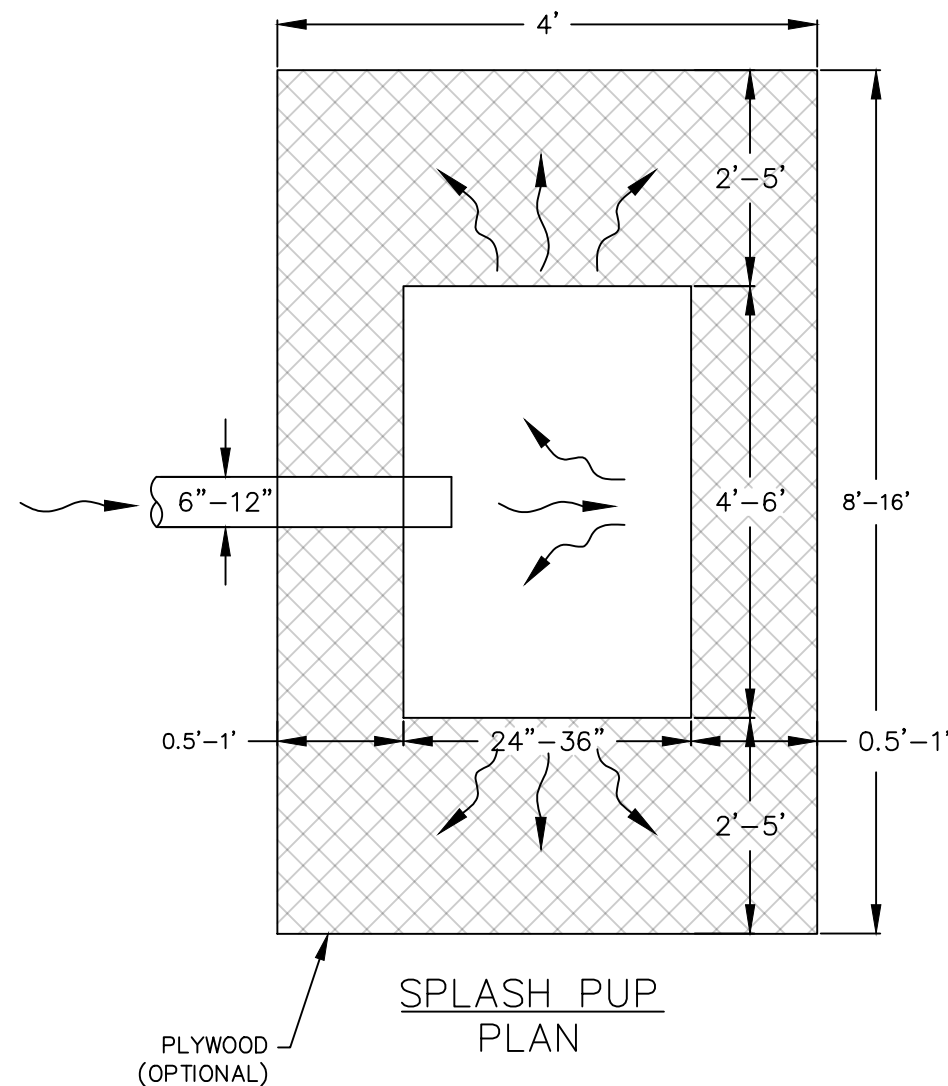 4'
2'-5'
6"-12"
4'-6'
8'-16'
0.5'-1'
24"-36"
0.5'-1'
2'-5'
SPLASH PUP
PLAN
PLYWOOD
(OPTIONAL)